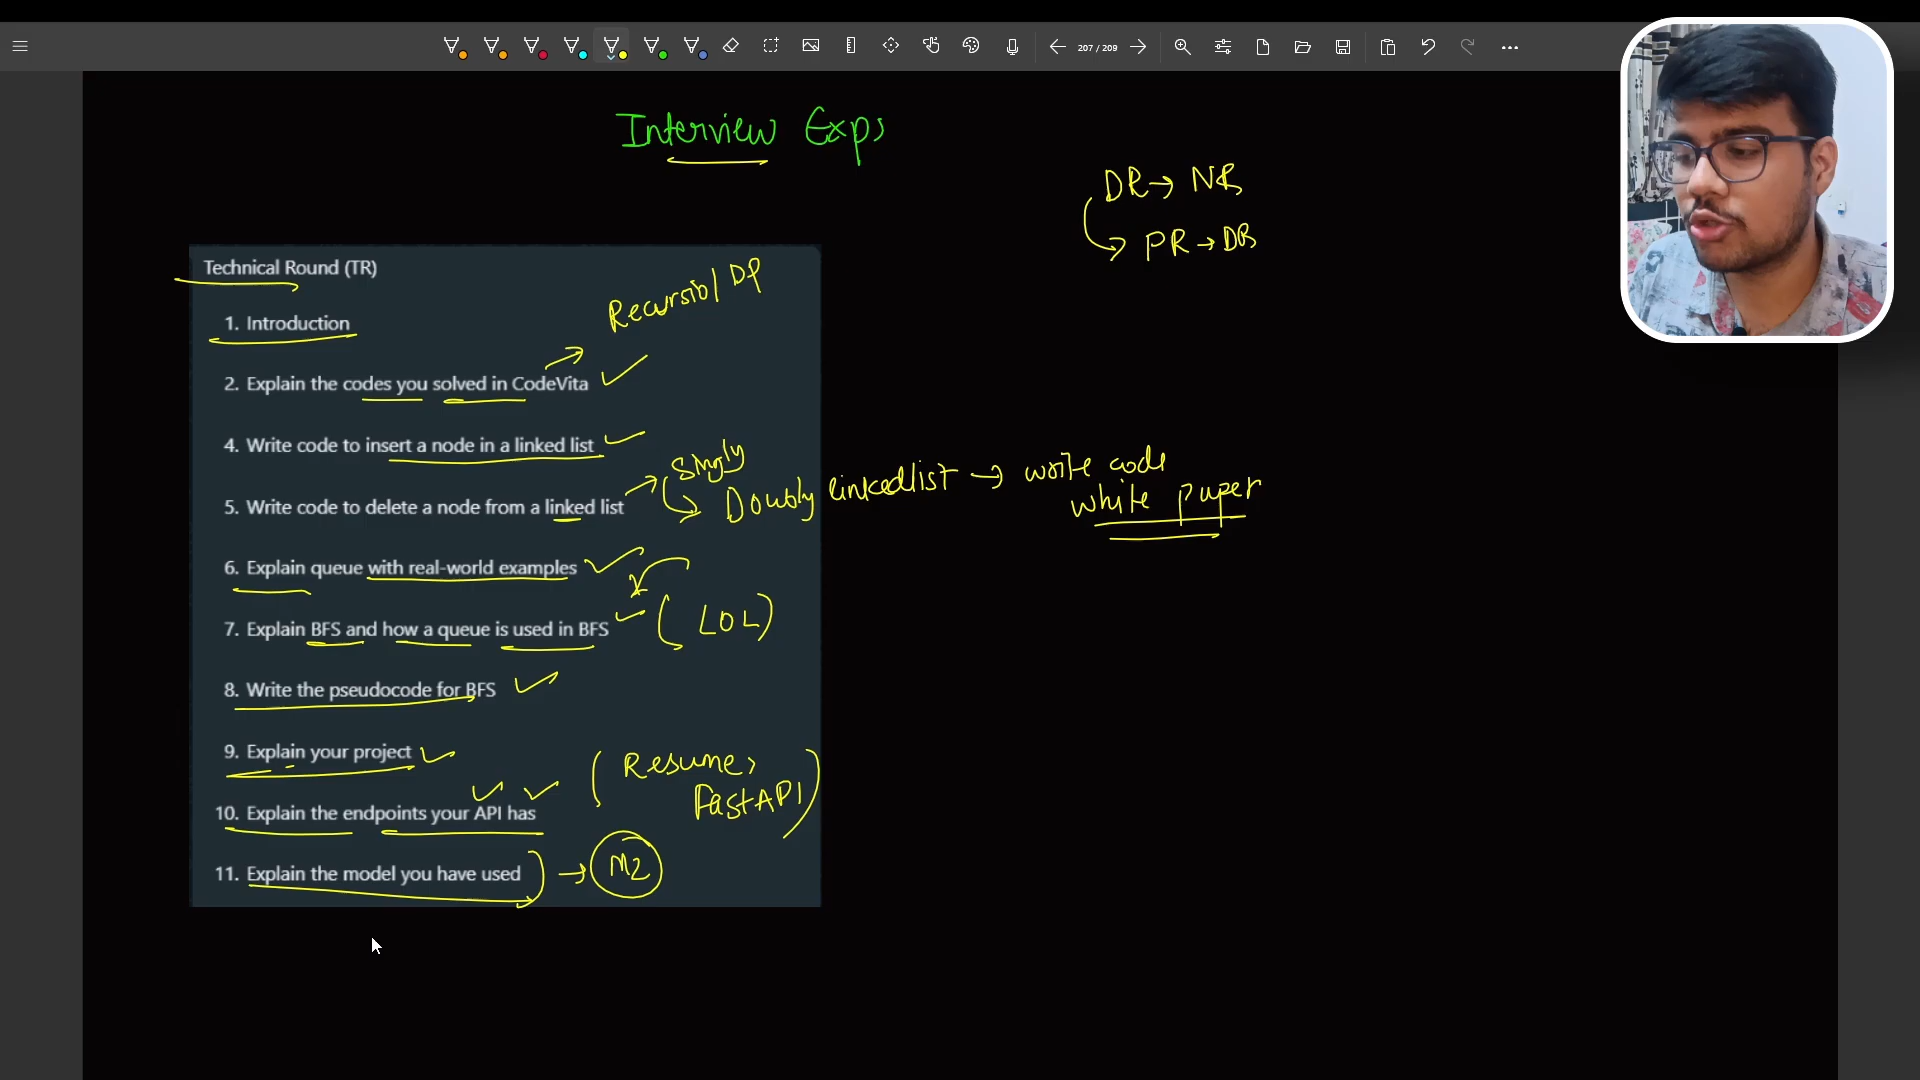 207 / 209
Interview Exps
DR → NR
PR → DR
Technical Round (TR)
Recursio/ DP
1. Introduction
2. Explain the codes you solved in CodeVita
4. Write code to insert a node in a linked list
Singly
5. Write code to delete a node from a linked list
Doubly linkedlist → write code
white paper
6. Explain queue with real-world examples
7. Explain BFS and how a queue is used in BFS
(LOL)
8. Write the pseudocode for BFS
9. Explain your project
(Resume,
FastAPI)
10. Explain the endpoints your API has
11. Explain the model you have used → M2